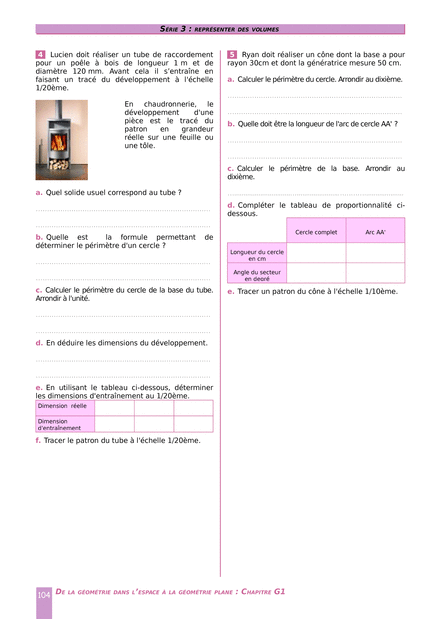 SÉRIE 3 : REPRÉSENTER DES VOLUMES
4 Lucien doit réaliser un tube de raccordement
pour un poêle à bois de longueur 1 m et de
diamètre 120 mm. Avant cela il s'entraîne en
faisant un tracé du développement à l'échelle
1/20ème.
En chaudronnerie, le
développement d'une
pièce est le tracé du
patron en grandeur
réelle sur une feuille ou
une tôle.
a. Quel solide usuel correspond au tube ?
b. Quelle est la formule permettant de
déterminer le périmètre d'un cercle ?
c. Calculer le périmètre du cercle de la base du tube.
Arrondir à l'unité.
d. En déduire les dimensions du développement.
e. En utilisant le tableau ci-dessous, déterminer
les dimensions d'entraînement au 1/20ème.
Dimension réelle
Dimension
d'entraînement
f. Tracer le patron du tube à l'échelle 1/20ème.
5 Ryan doit réaliser un cône dont la base a pour
rayon 30cm et dont la génératrice mesure 50 cm.
a. Calculer le périmètre du cercle. Arrondir au dixième.
b. Quelle doit être la longueur de l'arc de cercle AA' ?
c. Calculer le périmètre de la base. Arrondir au
dixième.
d. Compléter le tableau de proportionnalité ci-
dessous.
Cercle complet Arc AA'
Longueur du cercle
en cm
Angle du secteur
en degré
e. Tracer un patron du cône à l'échelle 1/10ème.
104 DE LA GÉOMÉTRIE DANS L'ESPACE À LA GÉOMÉTRIE PLANE : CHAPITRE G1